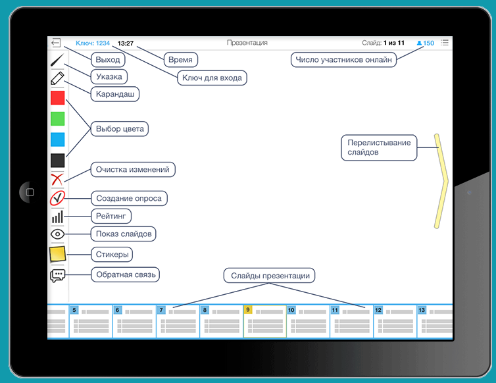 Ключ: 1234
13:27
Презентация
Слайд: 1 из 11
150
Выход
Время
Число участников онлайн
Указка
Ключ для входа
Карандаш
Выбор цвета
Перелистывание
слайдов
Очистка изменений
Создание опроса
Рейтинг
Показ слайдов
Стикеры
Обратная связь
Слайды презентации
5
6
7
8
9
10
11
12
13